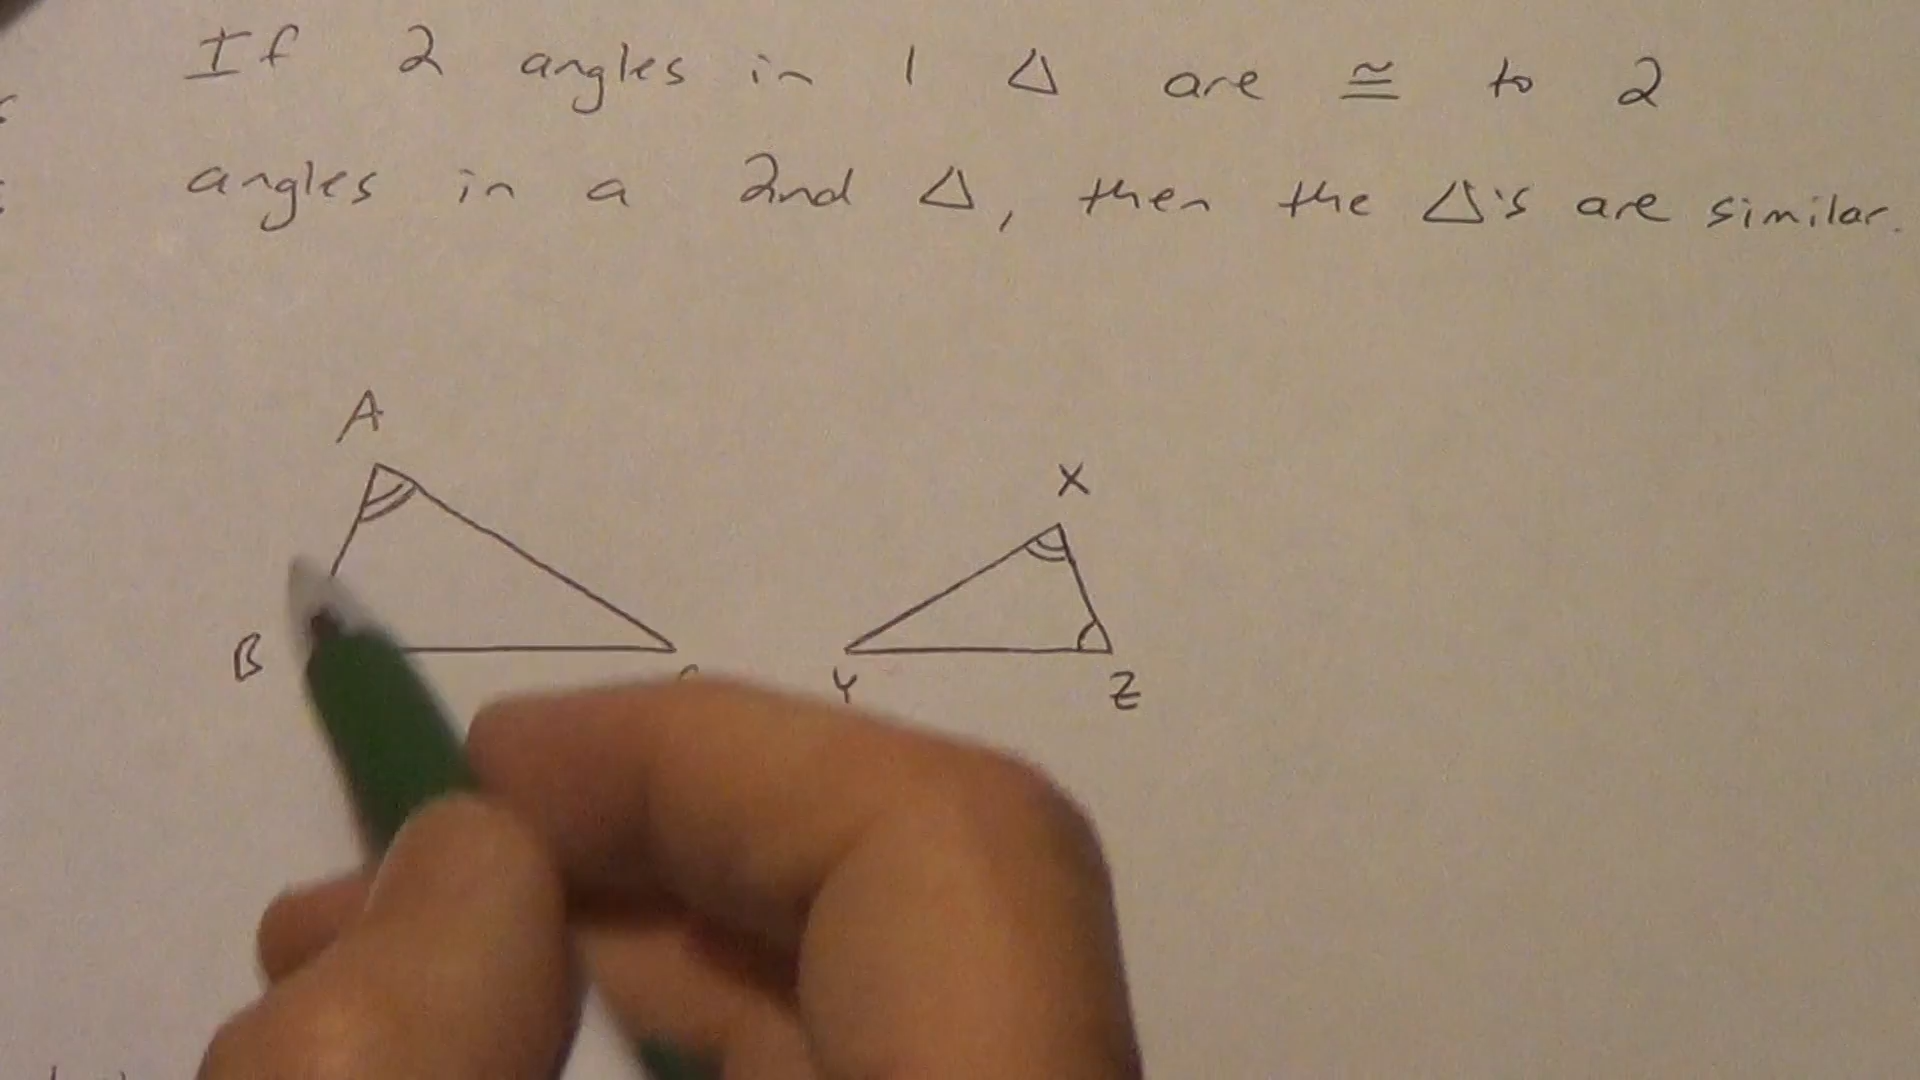 If 2 angles in 1 △ are ≅ to 2
angles in a 2nd △, then the △'s are similar.
A
X
B
Y
Z